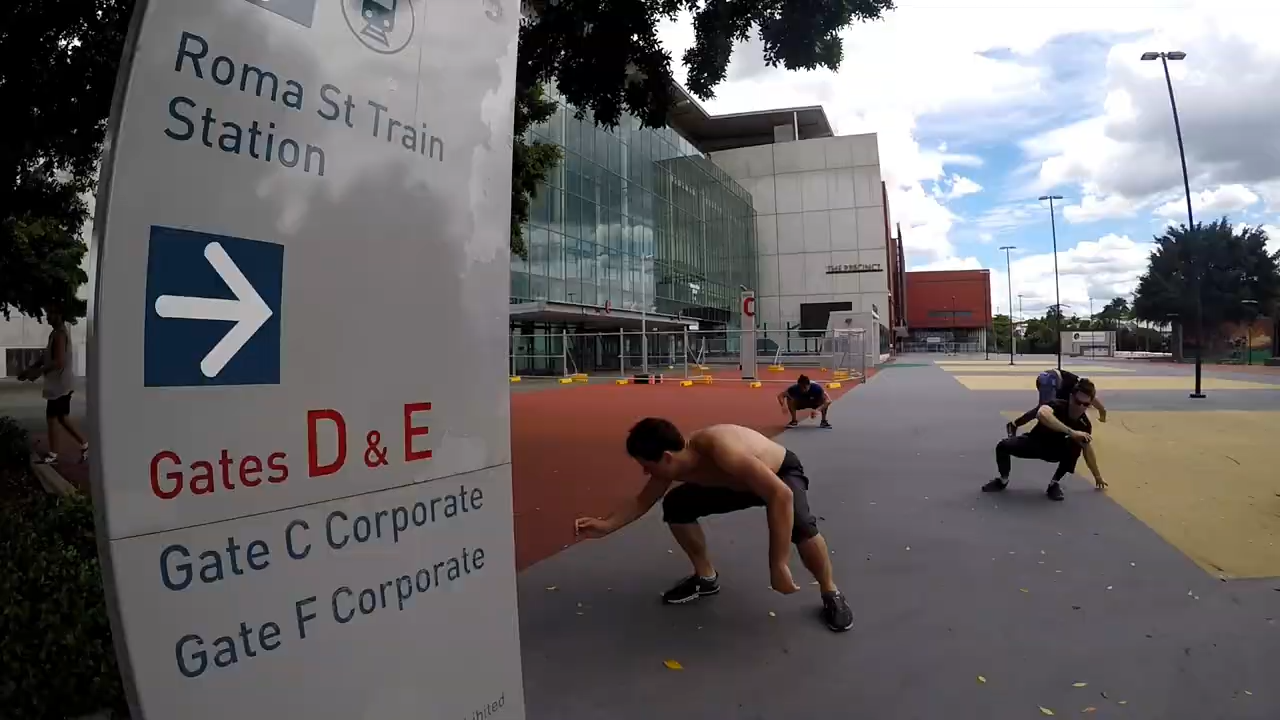 Roma St Train
Station
Gates D & E
Gate C Corporate
Gate F Corporate
THE PRECINCT
C